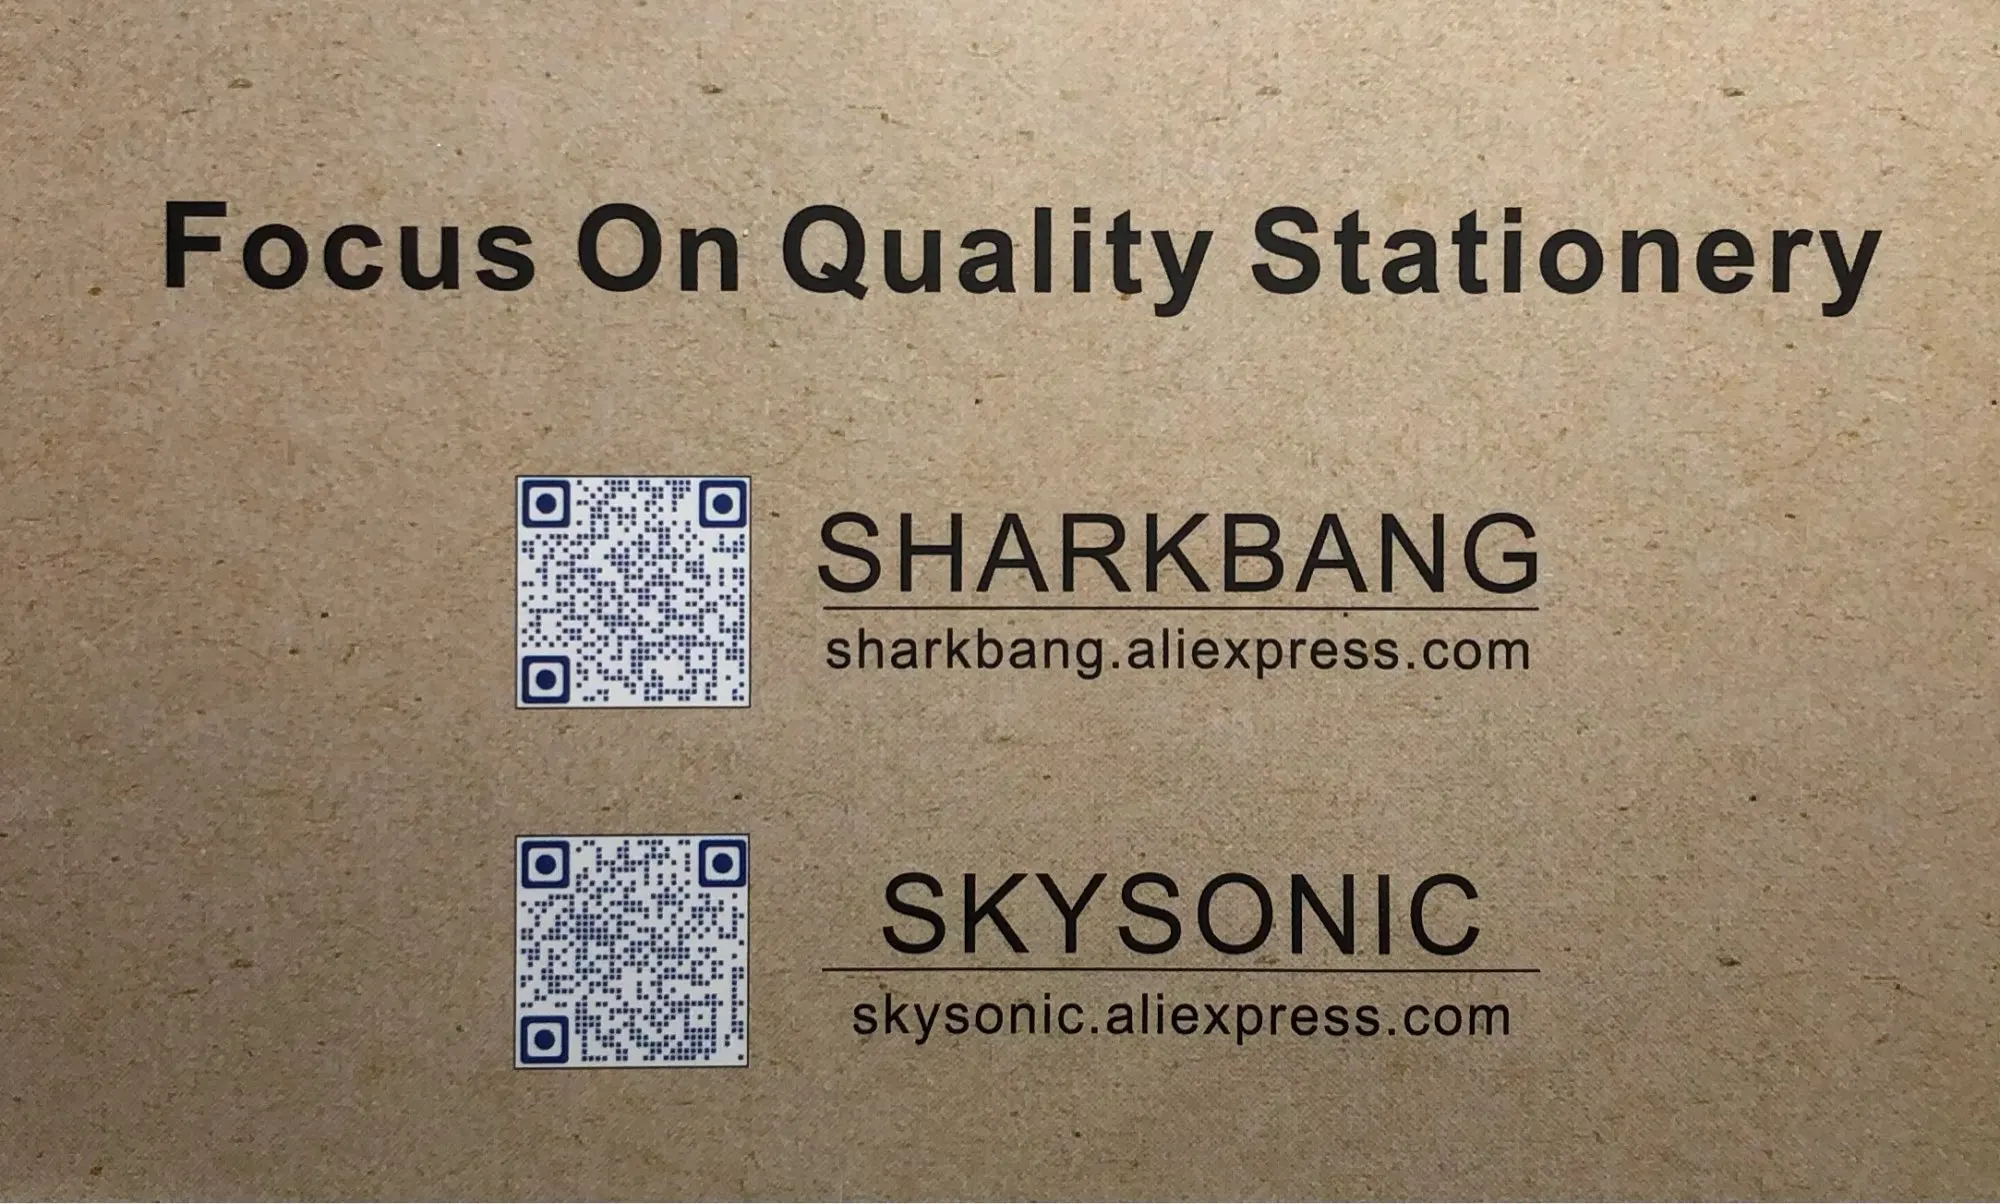 Focus On Quality Stationery
SHARKBANG
sharkbang.aliexpress.com
SKYSONIC
skysonic.aliexpress.com